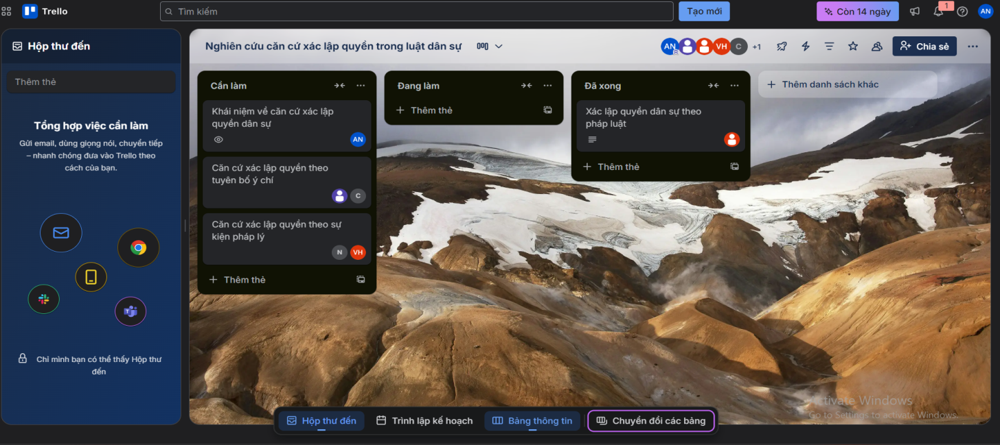 Trello
Tìm kiếm
Tạo mới
Còn 14 ngày
1
AN
Hộp thư đến
Thêm thẻ
Tổng hợp việc cần làm
Gửi email, dùng giọng nói, chuyển tiếp
– nhanh chóng đưa vào Trello theo
cách của bạn.
Chỉ mình bạn có thể thấy Hộp thư
đến
Nghiên cứu căn cứ xác lập quyền trong luật dân sự
AN
VH
C
+1
Chia sẻ
Cần làm
Khái niệm về căn cứ xác lập
quyền dân sự
AN
Căn cứ xác lập quyền theo
tuyên bố ý chí
C
Căn cứ xác lập quyền theo sự
kiện pháp lý
N
VH
Thêm thẻ
Đang làm
Thêm thẻ
Đã xong
Xác lập quyền dân sự theo
pháp luật
Thêm thẻ
Thêm danh sách khác
Activate Windows
Go to Settings to activate Windows.
Hộp thư đến
Trình lập kế hoạch
Bảng thông tin
Chuyển đổi các bảng